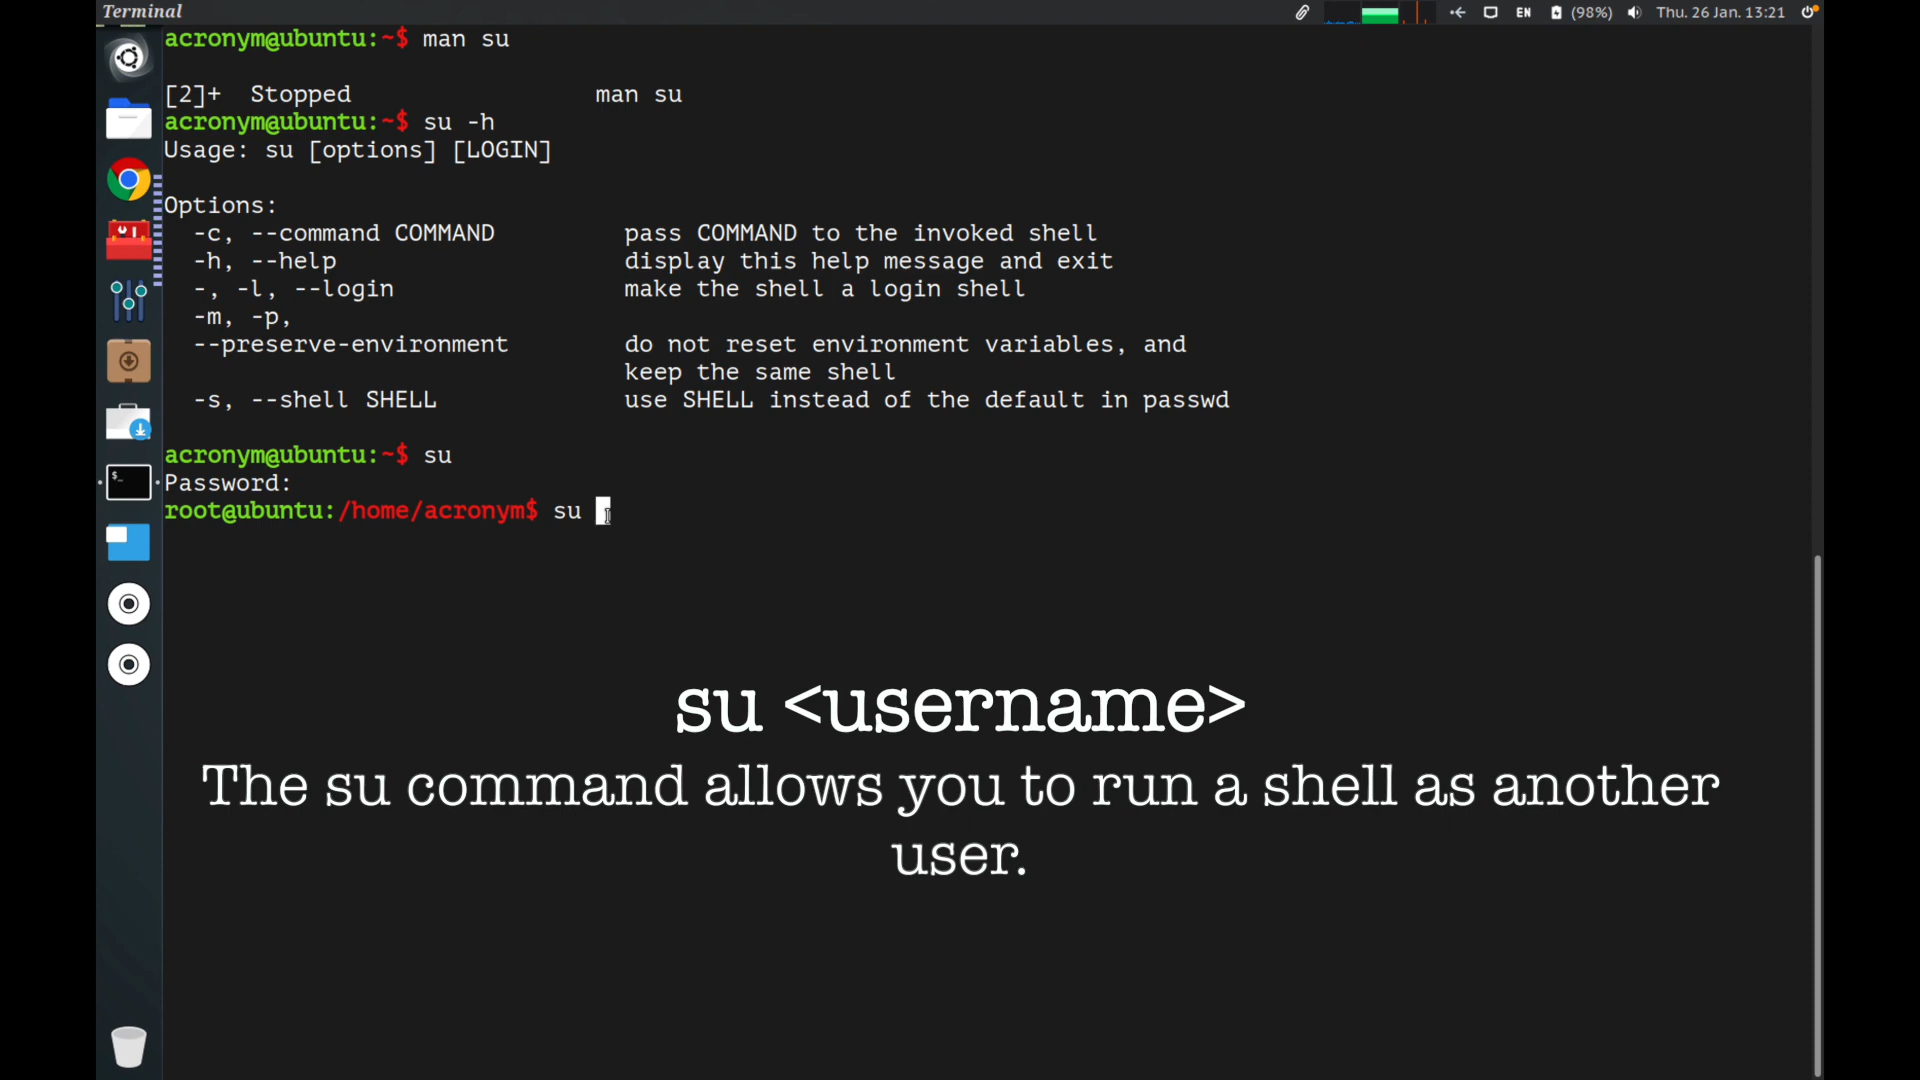 Terminal
EN (98%) Thu. 26 Jan. 13:21
acronym@ubuntu:~$ man su
[2]+  Stopped                 man su
acronym@ubuntu:~$ su -h
Usage: su [options] [LOGIN]
Options:
  -c, --command COMMAND         pass COMMAND to the invoked shell
  -h, --help                    display this help message and exit
  -, -l, --login                make the shell a login shell
  -m, -p,
  --preserve-environment        do not reset environment variables, and
                                keep the same shell
  -s, --shell SHELL             use SHELL instead of the default in passwd
acronym@ubuntu:~$ su
Password:
root@ubuntu:/home/acronym$ su
su <username>
The su command allows you to run a shell as another
user.